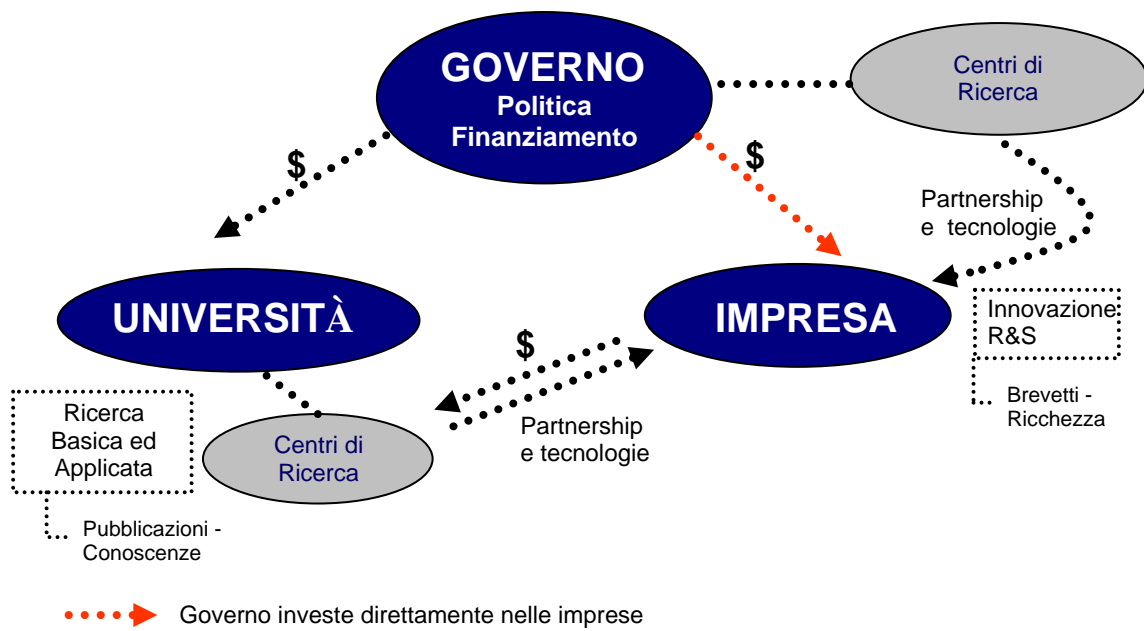 GOVERNO
Politica
Finanziamento
Centri di
Ricerca
$
$
Partnership
e tecnologie
UNIVERSITÀ
IMPRESA
Innovazione
R&S
$
Brevetti -
Ricchezza
Ricerca
Basica ed
Applicata
Centri di
Ricerca
Partnership
e tecnologie
Pubblicazioni -
Conoscenze
Governo investe direttamente nelle imprese